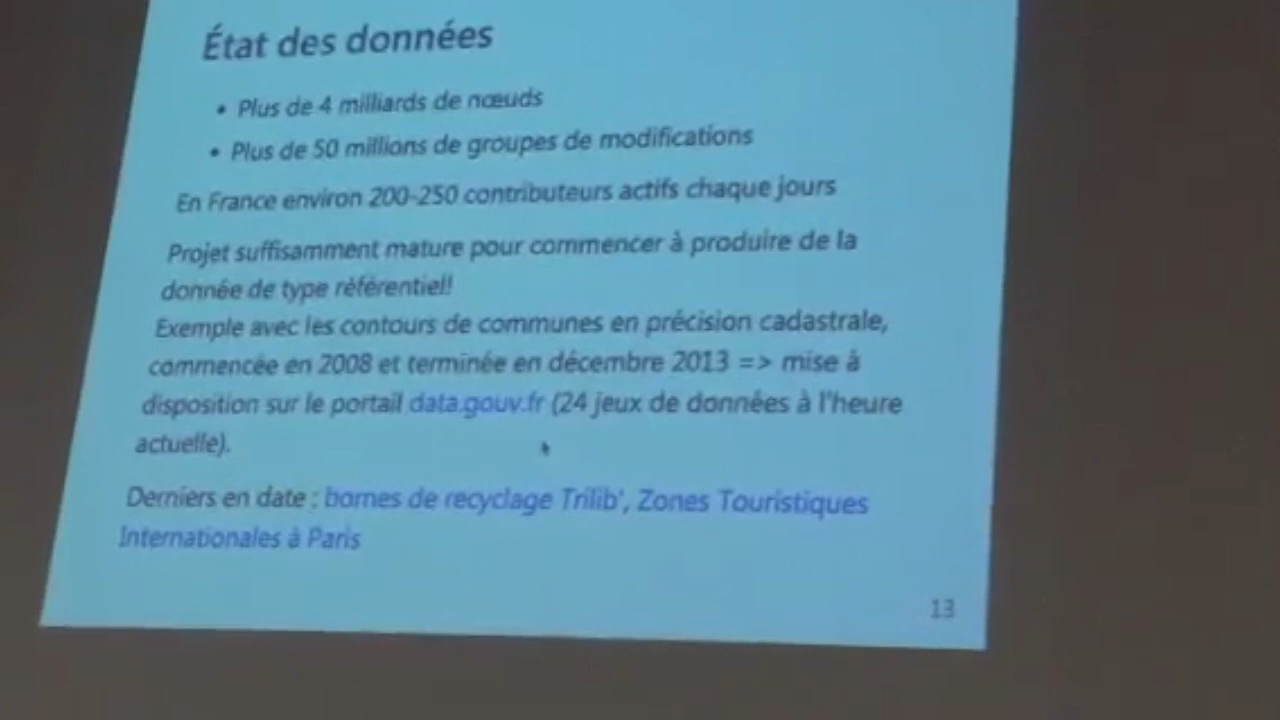 État des données
• Plus de 4 milliards de nœuds
• Plus de 50 millions de groupes de modifications
En France environ 200-250 contributeurs actifs chaque jours
Projet suffisamment mature pour commencer à produire de la
donnée de type référentiel!
Exemple avec les contours de communes en précision cadastrale,
commencée en 2008 et terminée en décembre 2013 => mise à
disposition sur le portail data.gouv.fr (24 jeux de données à l'heure
actuelle).
Derniers en date : bornes de recyclage Trilib', Zones Touristiques
Internationales à Paris
13